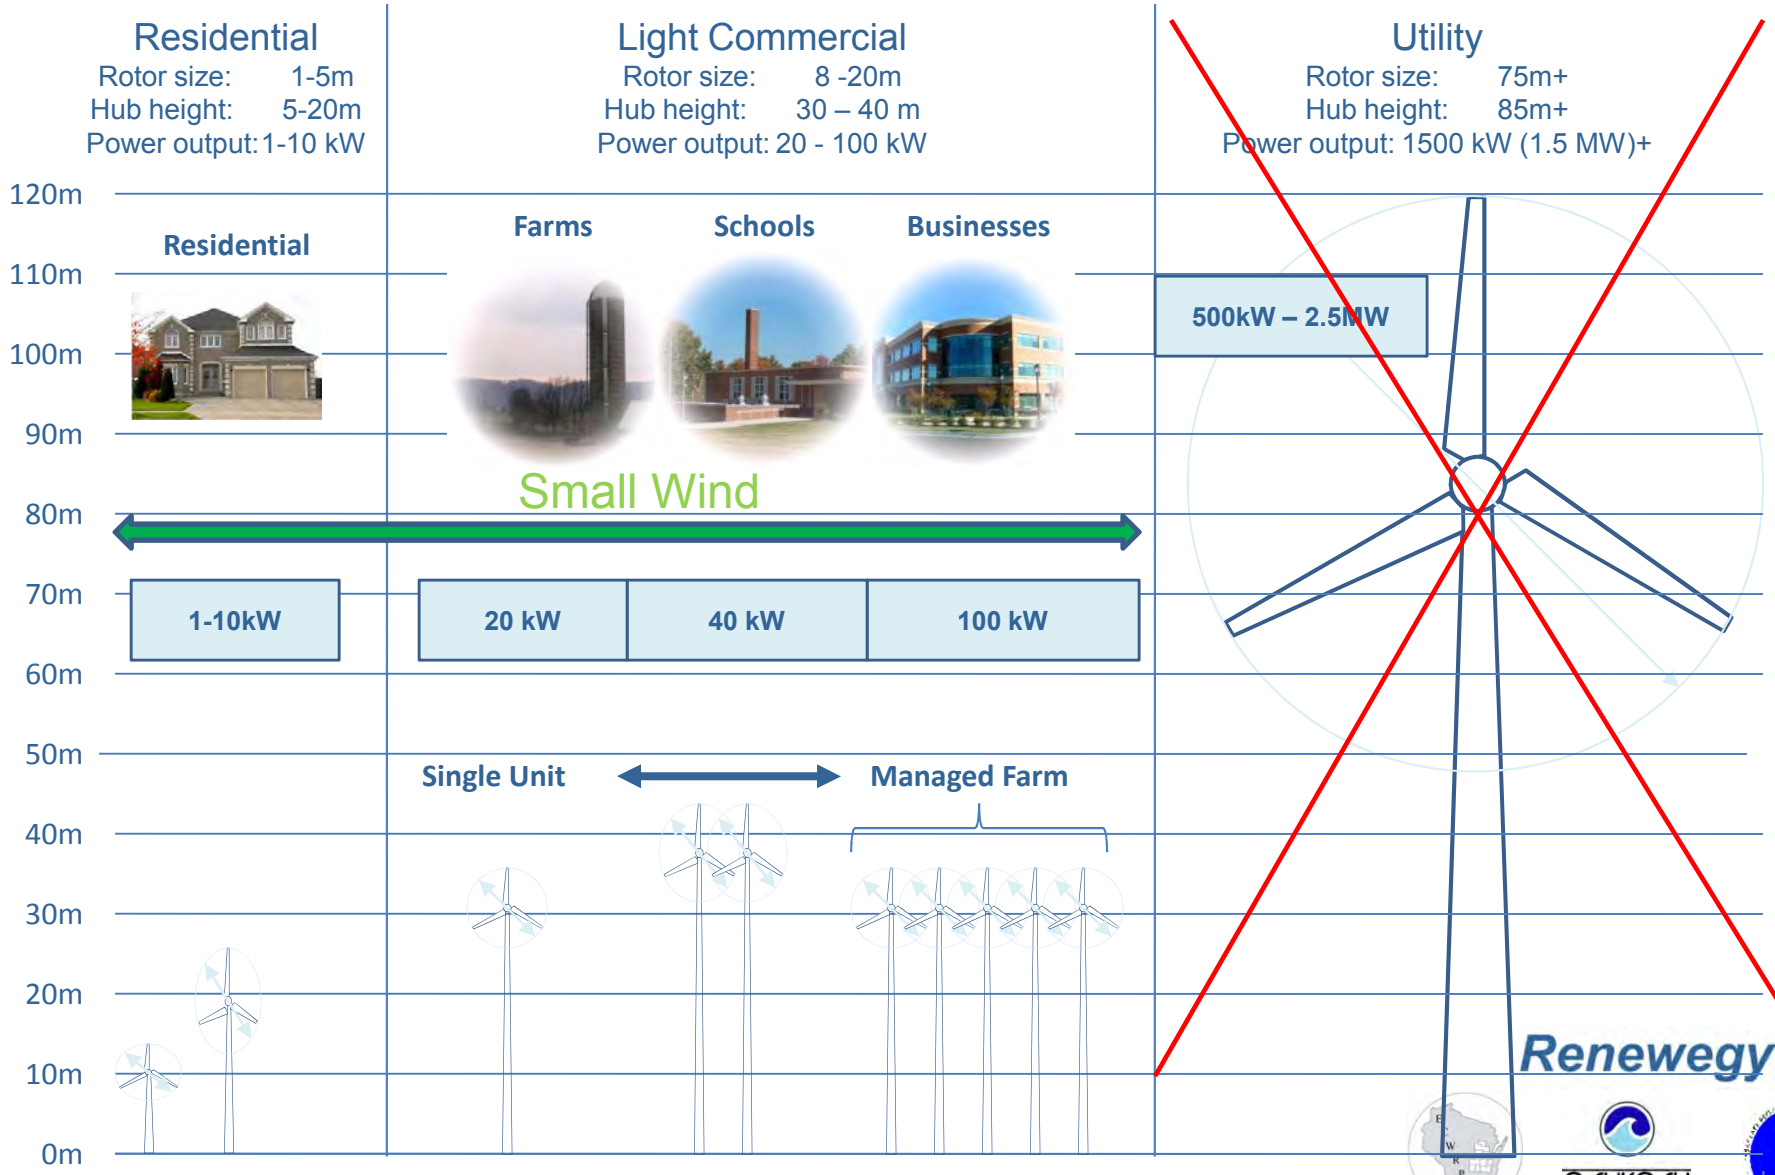 Residential
Rotor size: 1-5m
Hub height: 5-20m
Power output: 1-10 kW
Light Commercial
Rotor size: 8 -20m
Hub height: 30 – 40 m
Power output: 20 - 100 kW
Utility
Rotor size: 75m+
Hub height: 85m+
Power output: 1500 kW (1.5 MW)+
120m
110m
100m
90m
80m
70m
60m
50m
40m
30m
20m
10m
0m
Residential
Farms
Schools
Businesses
500kW – 2.5MW
Small Wind
1-10kW
20 kW
40 kW
100 kW
Single Unit
Managed Farm
Renewegy
E
C
W
R
P